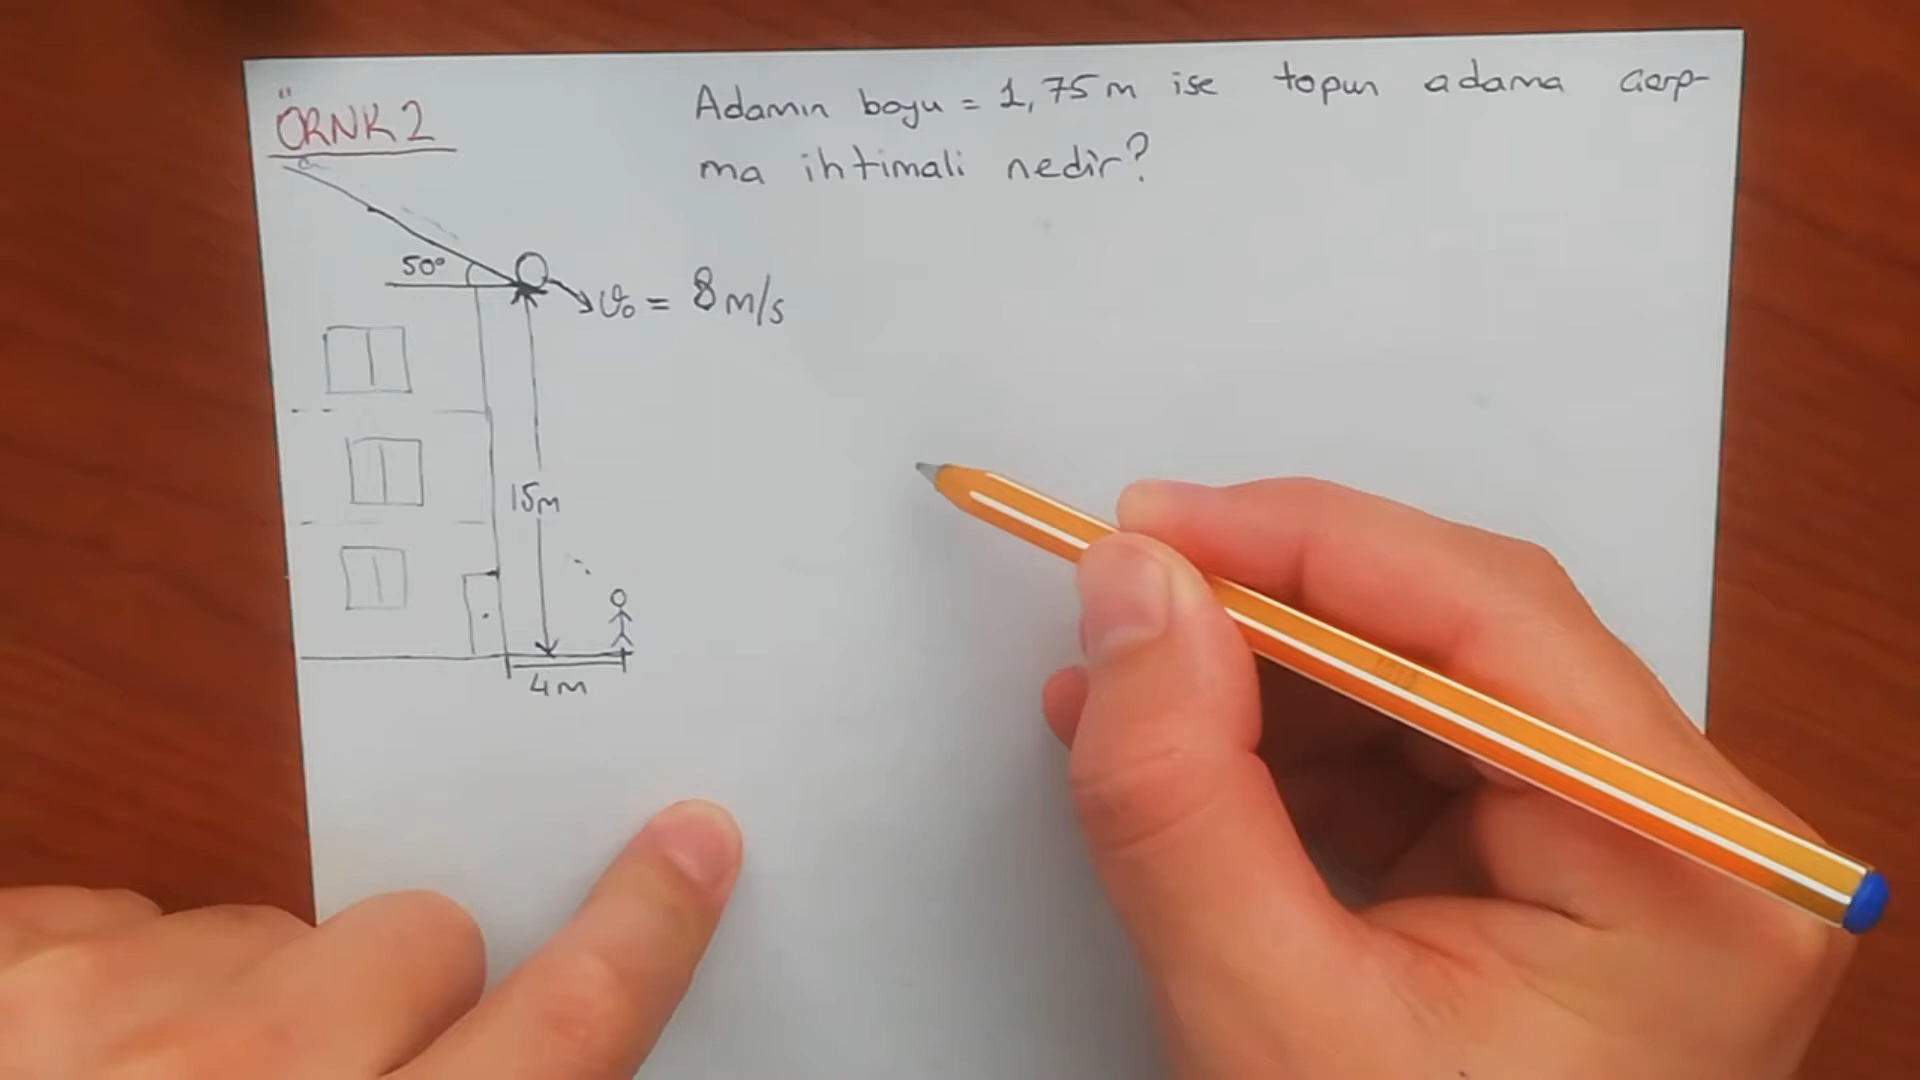 ÖRNK 2
Adamın boyu = 1,75 m ise topun adama çarp-
ma ihtimali nedir?
50°
v₀ = 8 m/s
15m
4m